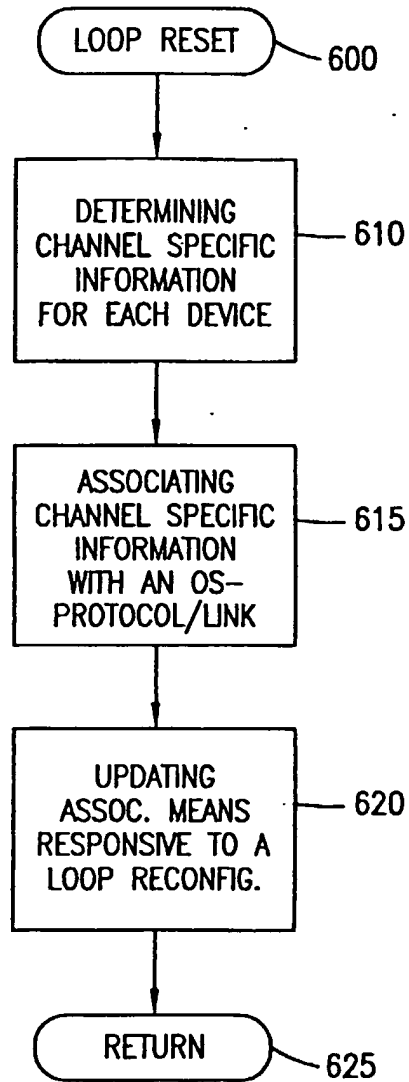 LOOP RESET
600
DETERMINING
CHANNEL SPECIFIC
INFORMATION
FOR EACH DEVICE
610
ASSOCIATING
CHANNEL SPECIFIC
INFORMATION
WITH AN OS-
PROTOCOL/LINK
615
UPDATING
ASSOC. MEANS
RESPONSIVE TO A
LOOP RECONFIG.
620
RETURN
625